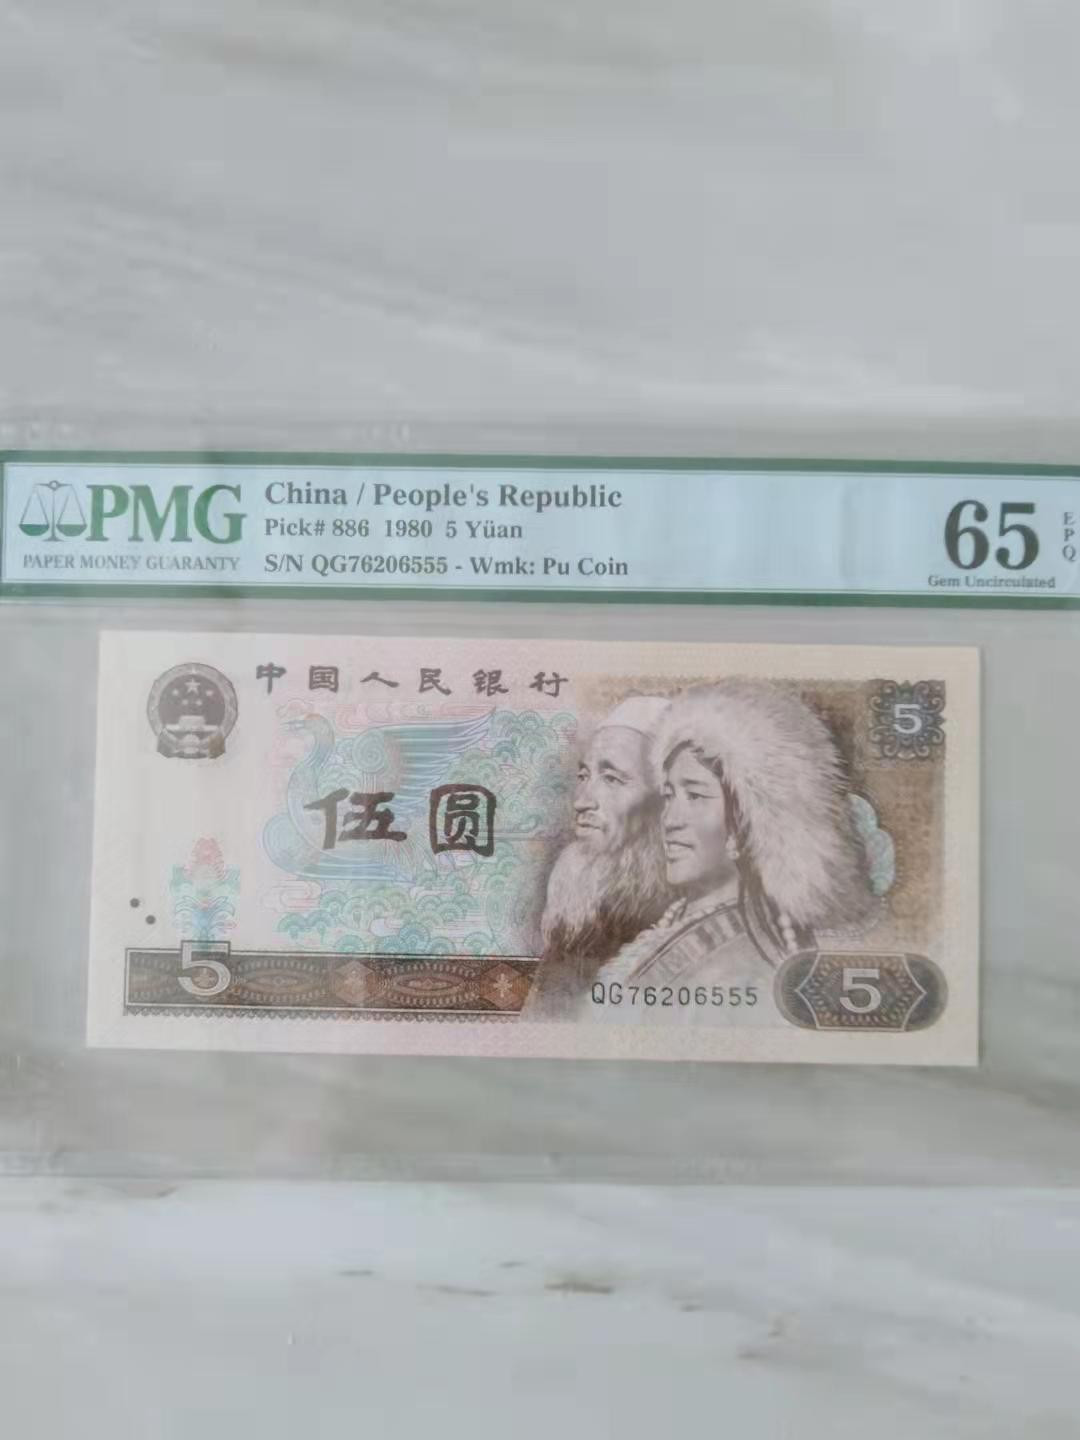 PMG
PAPER MONEY GUARANTY
China / People's Republic
Pick# 886 1980 5 Yüan
S/N QG76206555 - Wmk: Pu Coin
65
EPQ
Gem Uncirculated
中国人民银行
5
伍圆
5
QG76206555
5